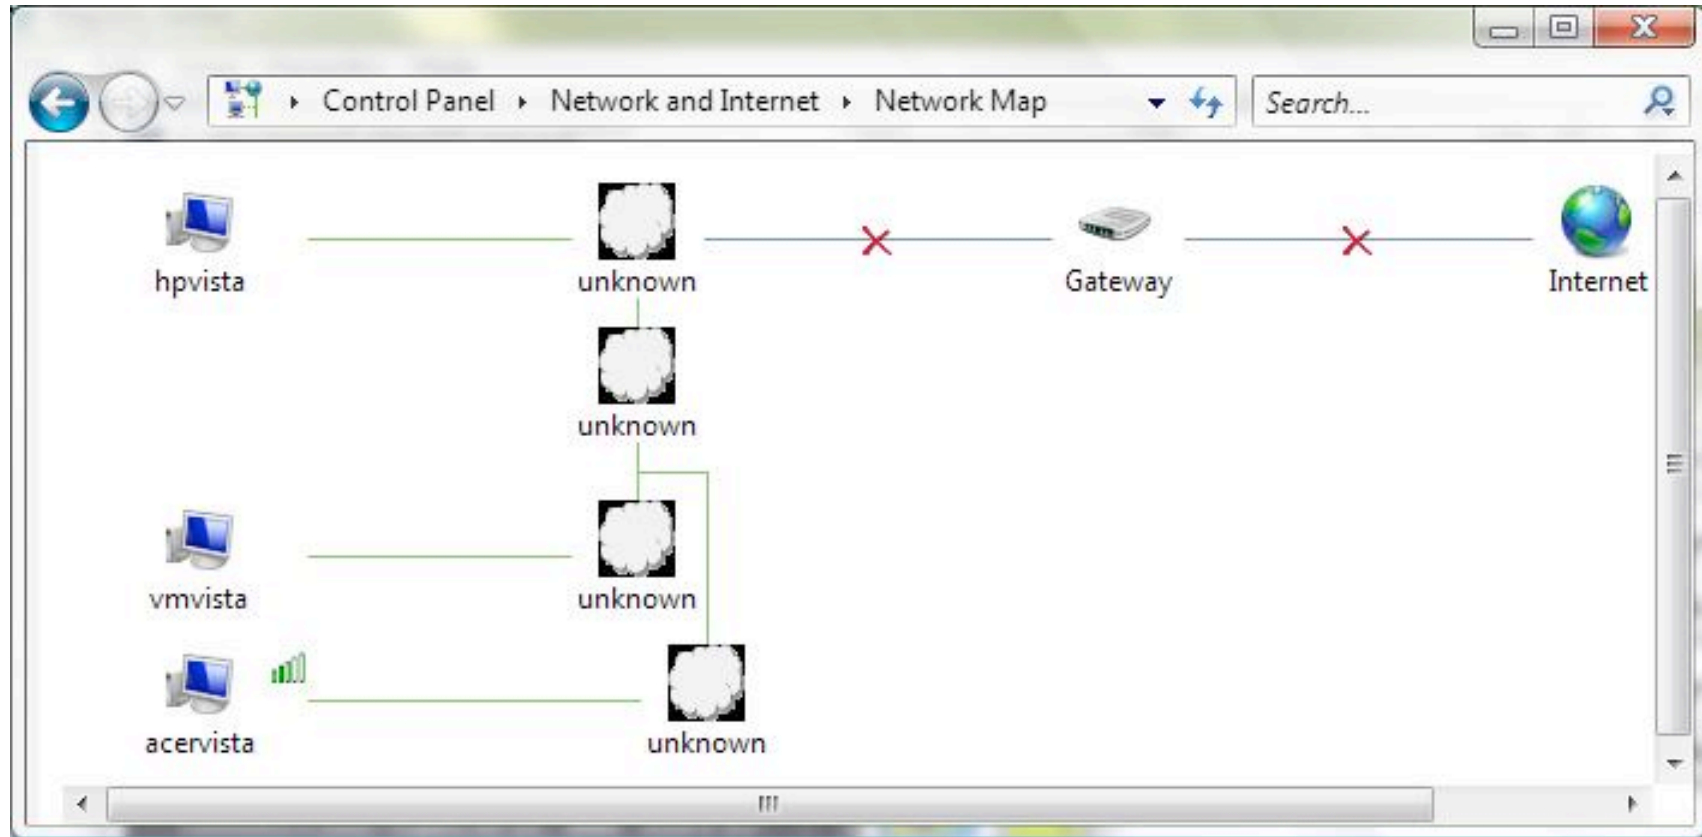 Control Panel Network and Internet Network Map
Search...
hpvista
unknown
Gateway
Internet
unknown
vmvista
unknown
acervista
unknown